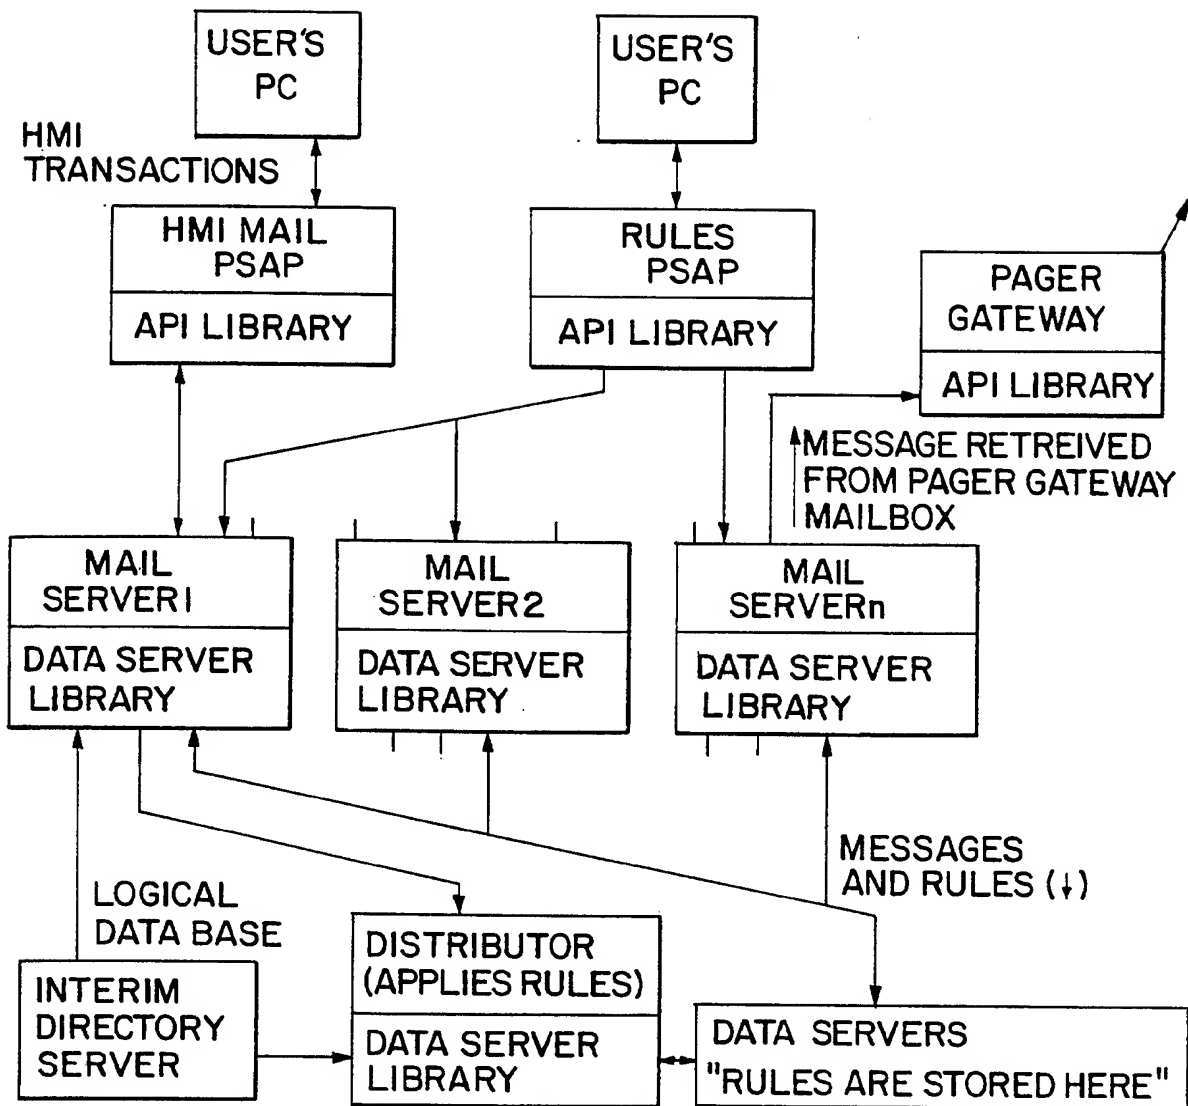 USER'S
PC
USER'S
PC
HMI
TRANSACTIONS
HMI MAIL
PSAP
API LIBRARY
RULES
PSAP
API LIBRARY
PAGER
GATEWAY
API LIBRARY
MESSAGE RETREIVED
FROM PAGER GATEWAY
MAILBOX
MAIL
SERVER1
DATA SERVER
LIBRARY
MAIL
SERVER2
DATA SERVER
LIBRARY
MAIL
SERVERn
DATA SERVER
LIBRARY
MESSAGES
AND RULES (↓)
LOGICAL
DATA BASE
INTERIM
DIRECTORY
SERVER
DISTRIBUTOR
(APPLIES RULES)
DATA SERVER
LIBRARY
DATA SERVERS
"RULES ARE STORED HERE"